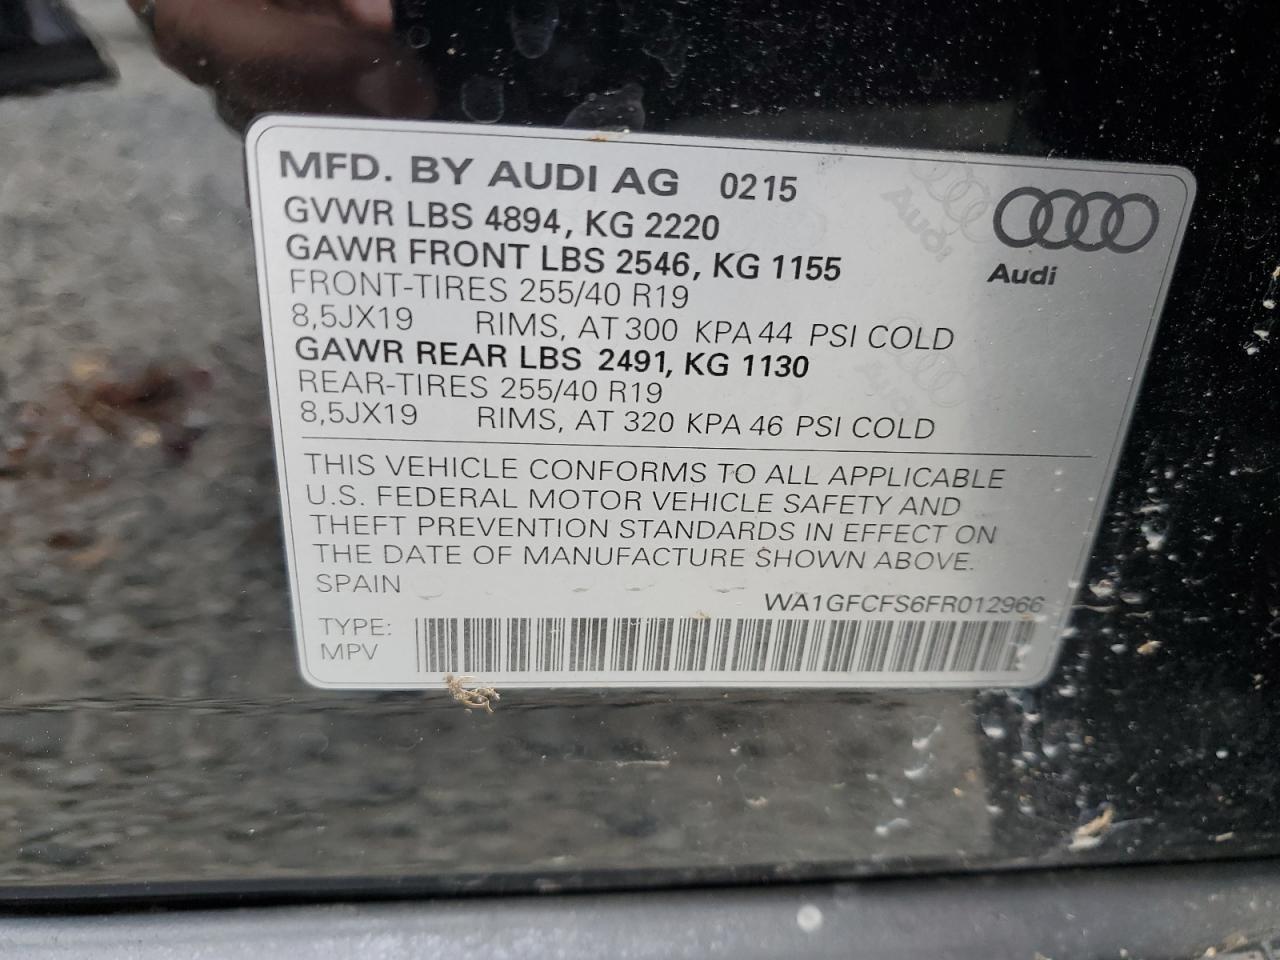 MFD. BY AUDI AG 0215
GVWR LBS 4894, KG 2220
GAWR FRONT LBS 2546, KG 1155
FRONT-TIRES 255/40 R19
8,5JX19 RIMS, AT 300 KPA 44 PSI COLD
GAWR REAR LBS 2491, KG 1130
REAR-TIRES 255/40 R19
8,5JX19 RIMS, AT 320 KPA 46 PSI COLD
Audi
THIS VEHICLE CONFORMS TO ALL APPLICABLE
U.S. FEDERAL MOTOR VEHICLE SAFETY AND
THEFT PREVENTION STANDARDS IN EFFECT ON
THE DATE OF MANUFACTURE SHOWN ABOVE.
SPAIN
WA1GFCFS6FR012966
TYPE:
MPV
Audi
Audi